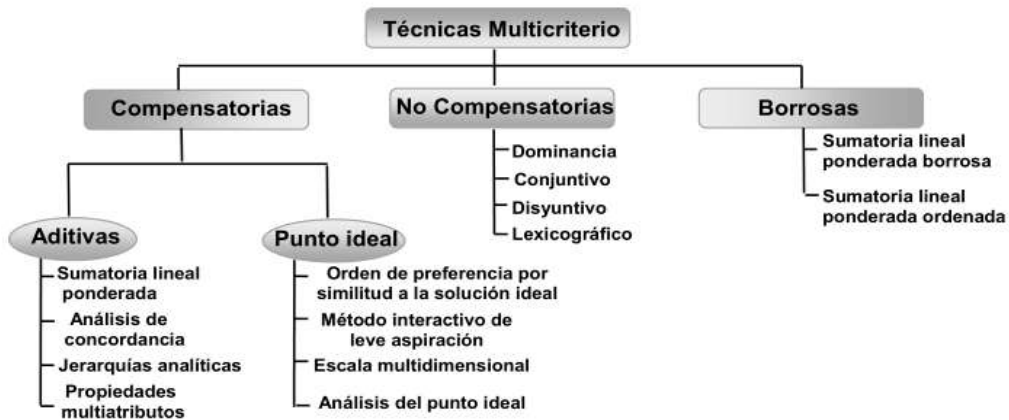 Técnicas Multicriterio
Compensatorias
No Compensatorias
Borrosas
Dominancia
Conjuntivo
Disyuntivo
Lexicográfico
Sumatoria lineal
ponderada borrosa
Sumatoria lineal
ponderada ordenada
Aditivas
Sumatoria lineal
ponderada
Análisis de
concordancia
Jerarquías analíticas
Propiedades
multiatributos
Punto ideal
Orden de preferencia por
similitud a la solución ideal
Método interactivo de
leve aspiración
Escala multidimensional
Análisis del punto ideal